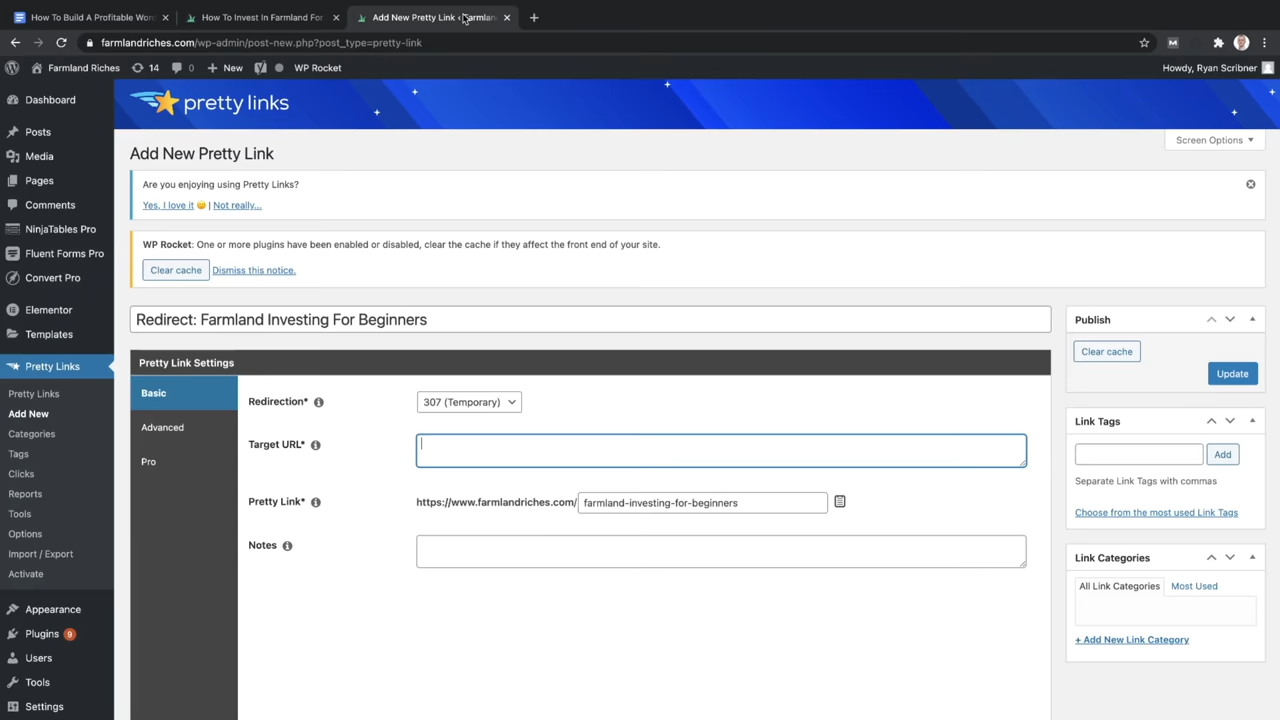 How To Build A Profitable Word
How To Invest In Farmland For
Add New Pretty Link ‹ Farmlan
farmlandriches.com/wp-admin/post-new.php?post_type=pretty-link
Farmland Riches
14
0
New
WP Rocket
Howdy, Ryan Scribner
Dashboard
Posts
Media
Pages
Comments
NinjaTables Pro
Fluent Forms Pro
Convert Pro
Elementor
Templates
Pretty Links
Pretty Links
Add New
Categories
Tags
Clicks
Reports
Tools
Options
Import / Export
Activate
Appearance
Plugins 9
Users
Tools
Settings
pretty links
Screen Options
Add New Pretty Link
Are you enjoying using Pretty Links?
Yes, I love it | Not really...
WP Rocket: One or more plugins have been enabled or disabled, clear the cache if they affect the front end of your site.
Clear cache Dismiss this notice.
Redirect: Farmland Investing For Beginners
Pretty Link Settings
Basic
Advanced
Pro
Redirection*
307 (Temporary)
Target URL*
Pretty Link*
https://www.farmlandriches.com/ farmland-investing-for-beginners
Notes
Publish
Clear cache
Update
Link Tags
Add
Separate Link Tags with commas
Choose from the most used Link Tags
Link Categories
All Link Categories
Most Used
+ Add New Link Category